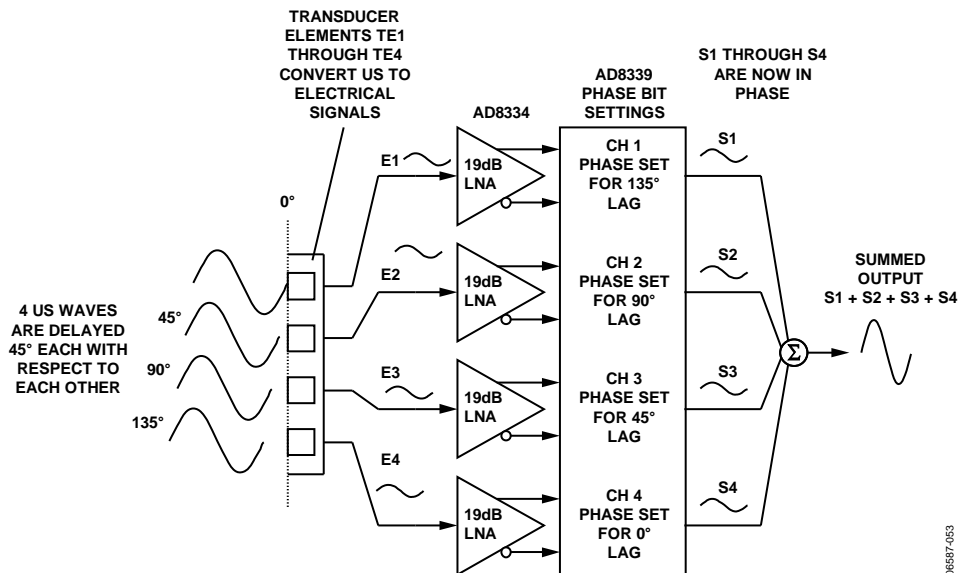 TRANSDUCER
ELEMENTS TE1
THROUGH TE4
CONVERT US TO
ELECTRICAL
SIGNALS
AD8334
AD8339
PHASE BIT
SETTINGS
S1 THROUGH S4
ARE NOW IN
PHASE
0°
4 US WAVES
ARE DELAYED
45° EACH WITH
RESPECT TO
EACH OTHER
45°
90°
135°
E1
19dB
LNA
CH 1
PHASE SET
FOR 135°
LAG
S1
E2
19dB
LNA
CH 2
PHASE SET
FOR 90°
LAG
S2
E3
19dB
LNA
CH 3
PHASE SET
FOR 45°
LAG
S3
E4
19dB
LNA
CH 4
PHASE SET
FOR 0°
LAG
S4
Σ
SUMMED
OUTPUT
S1 + S2 + S3 + S4
06587-053